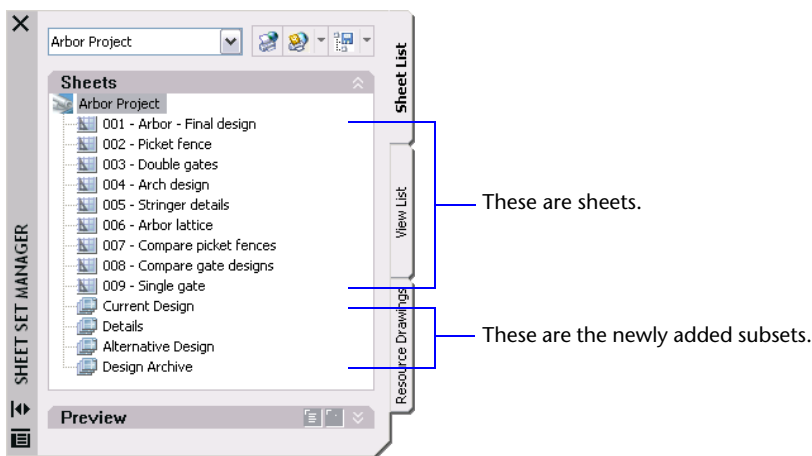 Arbor Project
Sheets
Arbor Project
001 - Arbor - Final design
002 - Picket fence
003 - Double gates
004 - Arch design
005 - Stringer details
006 - Arbor lattice
007 - Compare picket fences
008 - Compare gate designs
009 - Single gate
Current Design
Details
Alternative Design
Design Archive
Preview
SHEET SET MANAGER
Sheet List
View List
Resource Drawings
These are sheets.
These are the newly added subsets.